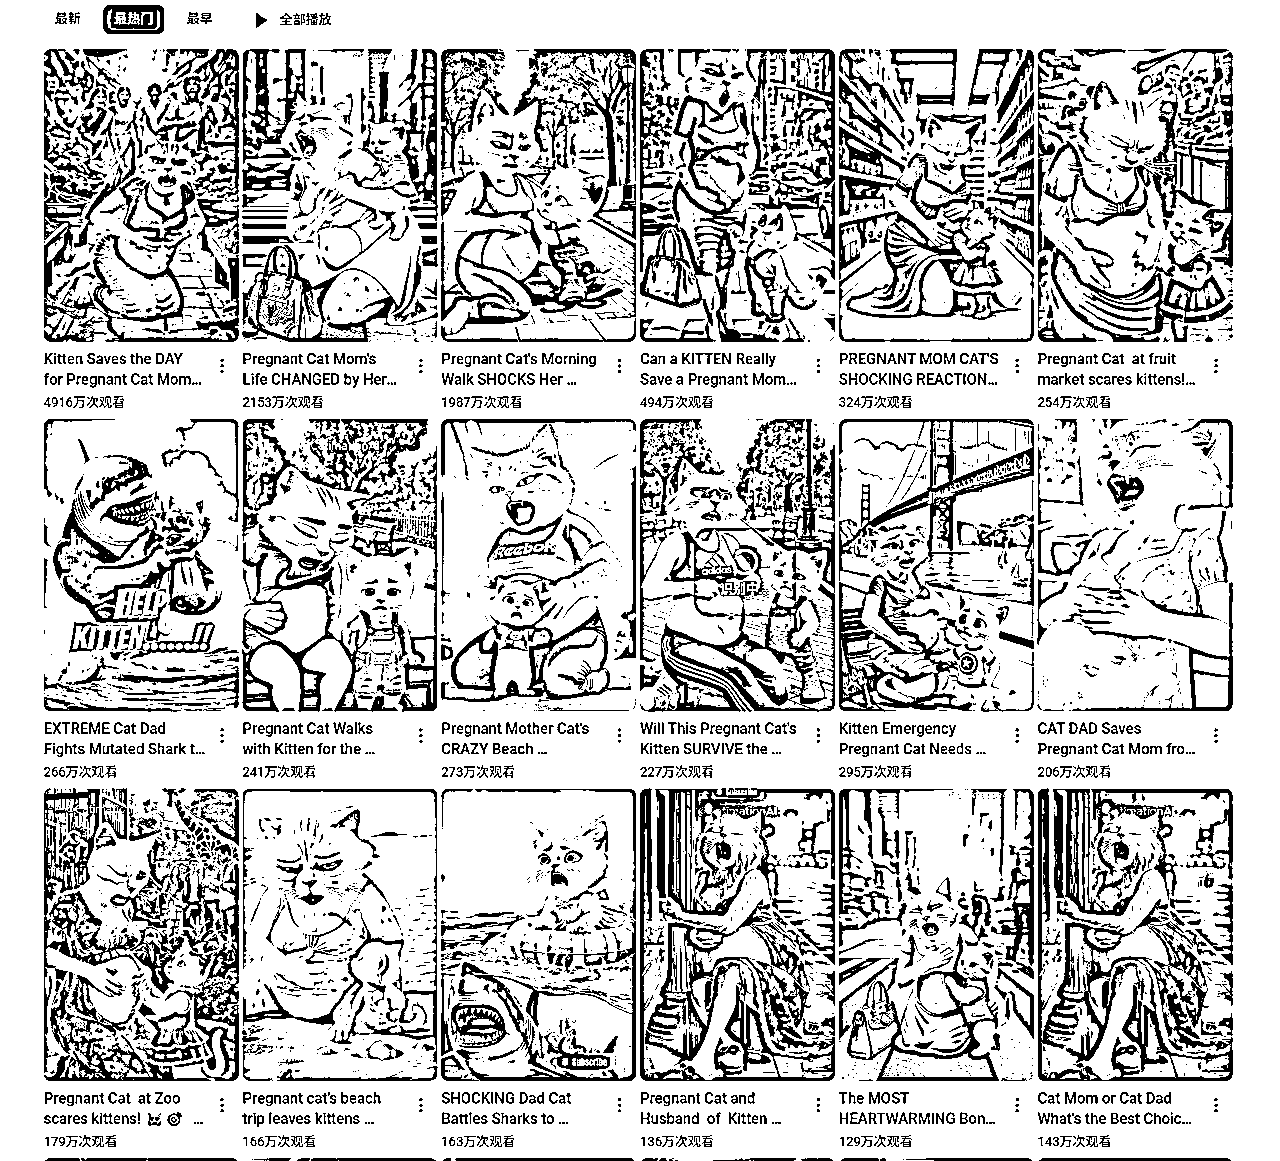 最新 最热门 最早 全部播放
Kitten Saves the DAY
for Pregnant Cat Mom...
4916万次观看
Pregnant Cat Mom's
Life CHANGED by Her...
2153万次观看
Pregnant Cat's Morning
Walk SHOCKS Her ...
1987万次观看
Can a KITTEN Really
Save a Pregnant Mom...
494万次观看
PREGNANT MOM CAT'S
SHOCKING REACTION...
324万次观看
Pregnant Cat at fruit
market scares kittens!...
254万次观看
HELP
KITTEN!.....!!
EXTREME Cat Dad
Fights Mutated Shark t...
266万次观看
Pregnant Cat Walks
with Kitten for the ...
241万次观看
Reebok
Pregnant Mother Cat's
CRAZY Beach ...
273万次观看
识别中
Will This Pregnant Cat's
Kitten SURVIVE the ...
227万次观看
Kitten Emergency
Pregnant Cat Needs ...
295万次观看
CAT DAD Saves
Pregnant Cat Mom fro...
206万次观看
Pregnant Cat at Zoo
scares kittens! ...
179万次观看
Pregnant cat's beach
trip leaves kittens ...
166万次观看
Subscribe
SHOCKING Dad Cat
Battles Sharks to ...
163万次观看
Pregnant Cat and
Husband of Kitten ...
136万次观看
The MOST
HEARTWARMING Bon...
129万次观看
Cat Mom or Cat Dad
What's the Best Choic...
143万次观看